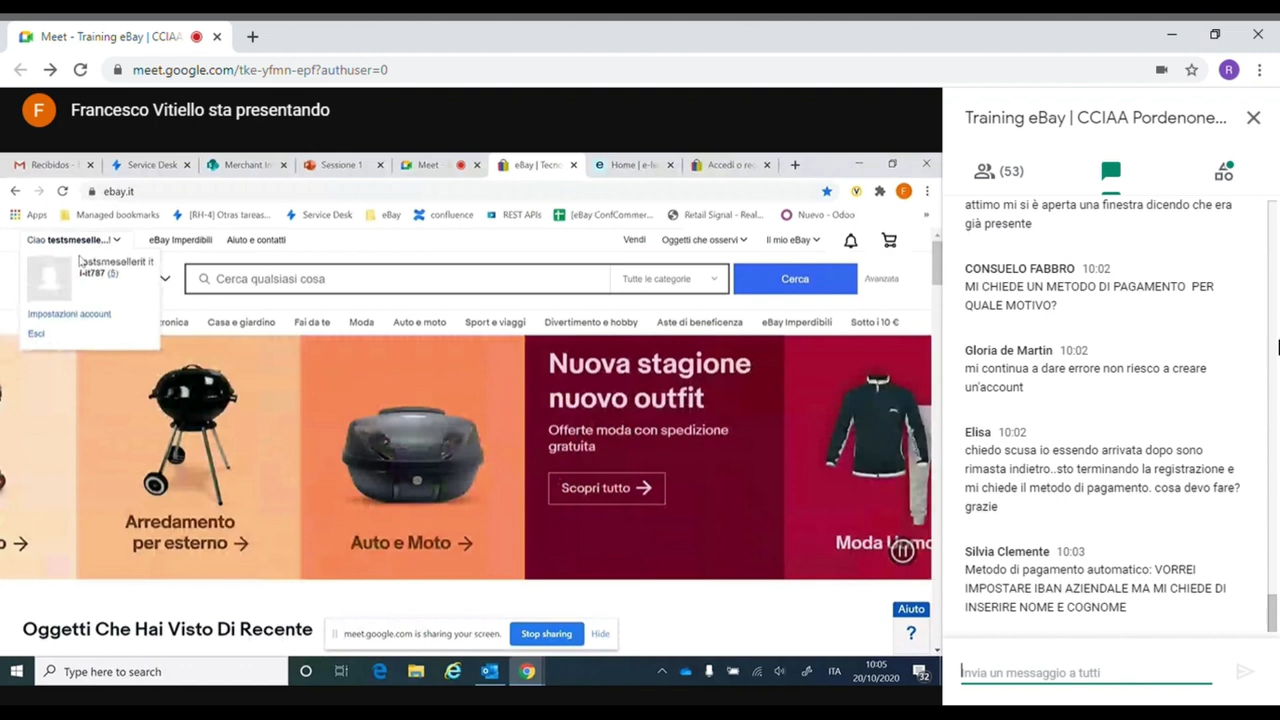 Meet - Training eBay | CCIAA
meet.google.com/tke-yfmn-epf?authuser=0
R
F
Francesco Vitiello sta presentando
Recibidos -
Service Desk
Merchant In
Sessione 1
Meet -
eBay | Tecno
Home | e-le
Accedi o re
ebay.it
F
Apps
Managed bookmarks
[RH-4] Otras tareas...
Service Desk
eBay
confluence
REST APIs
[eBay ConfCommer...
Retail Signal - Real...
Nuevo - Odoo
»
Ciao testsmeselle...!
eBay Imperdibili
Aiuto e contatti
Vendi
Oggetti che osservi
Il mio eBay
testsmesellerit it
i-it787 (5)
Impostazioni account
Esci
Cerca qualsiasi cosa
Tutte le categorie
Cerca
Avanzata
ronica
Casa e giardino
Fai da te
Moda
Auto e moto
Sport e viaggi
Divertimento e hobby
Aste di beneficenza
eBay Imperdibili
Sotto i 10 €
o →
Arredamento
per esterno →
Auto e Moto →
Nuova stagione
nuovo outfit
Offerte moda con spedizione
gratuita
Scopri tutto →
Moda Uomo
Oggetti Che Hai Visto Di Recente
meet.google.com is sharing your screen.
Stop sharing
Hide
Aiuto
?
Type here to search
ITA
10:05
20/10/2020
32
Training eBay | CCIAA Pordenone...
(53)
attimo mi si è aperta una finestra dicendo che era
già presente
CONSUELO FABBRO 10:02
MI CHIEDE UN METODO DI PAGAMENTO PER
QUALE MOTIVO?
Gloria de Martin 10:02
mi continua a dare errore non riesco a creare
un'account
Elisa 10:02
chiedo scusa io essendo arrivata dopo sono
rimasta indietro..sto terminando la registrazione e
mi chiede il metodo di pagamento. cosa devo fare?
grazie
Silvia Clemente 10:03
Metodo di pagamento automatico: VORREI
IMPOSTARE IBAN AZIENDALE MA MI CHIEDE DI
INSERIRE NOME E COGNOME
Invia un messaggio a tutti